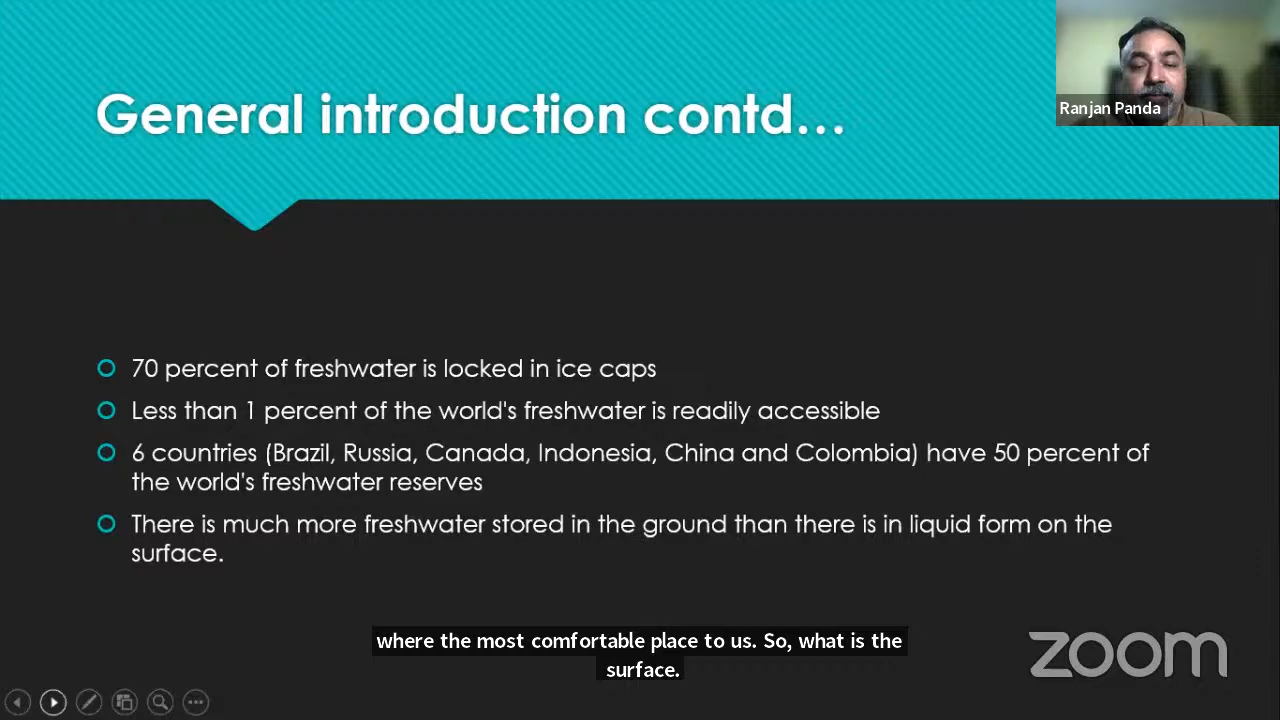 General introduction contd...
Ranjan Panda
70 percent of freshwater is locked in ice caps
Less than 1 percent of the world's freshwater is readily accessible
6 countries (Brazil, Russia, Canada, Indonesia, China and Colombia) have 50 percent of
the world's freshwater reserves
There is much more freshwater stored in the ground than there is in liquid form on the
surface.
where the most comfortable place to us. So, what is the
surface.
zoom